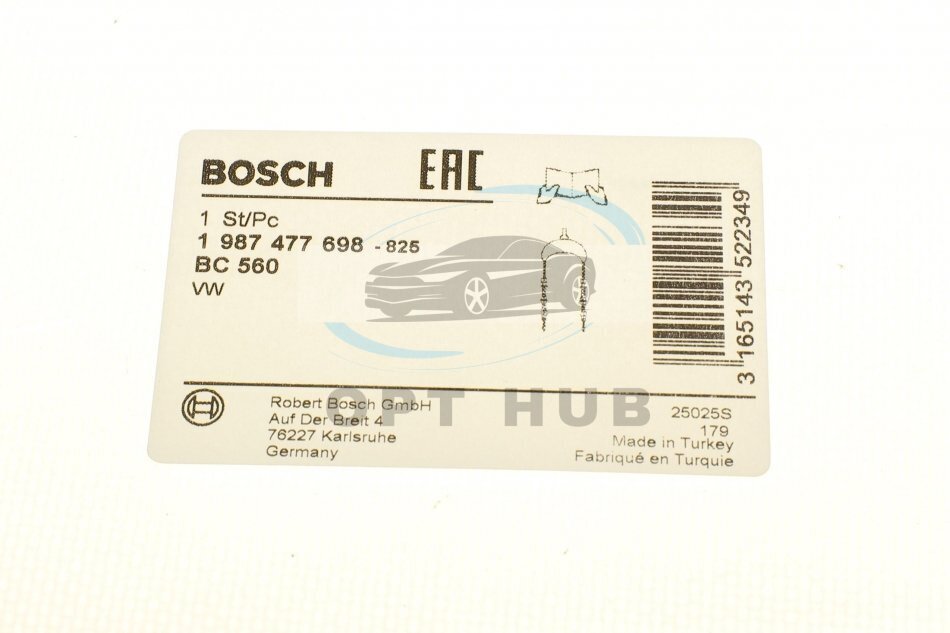 BOSCH
EAC
1 St/Pc
1 987 477 698 - 825
BC 560
VW
3 165143 522349
OPT HUB
Robert Bosch GmbH
Auf Der Breit 4
76227 Karlsruhe
Germany
25025S
179
Made in Turkey
Fabriqué en Turquie